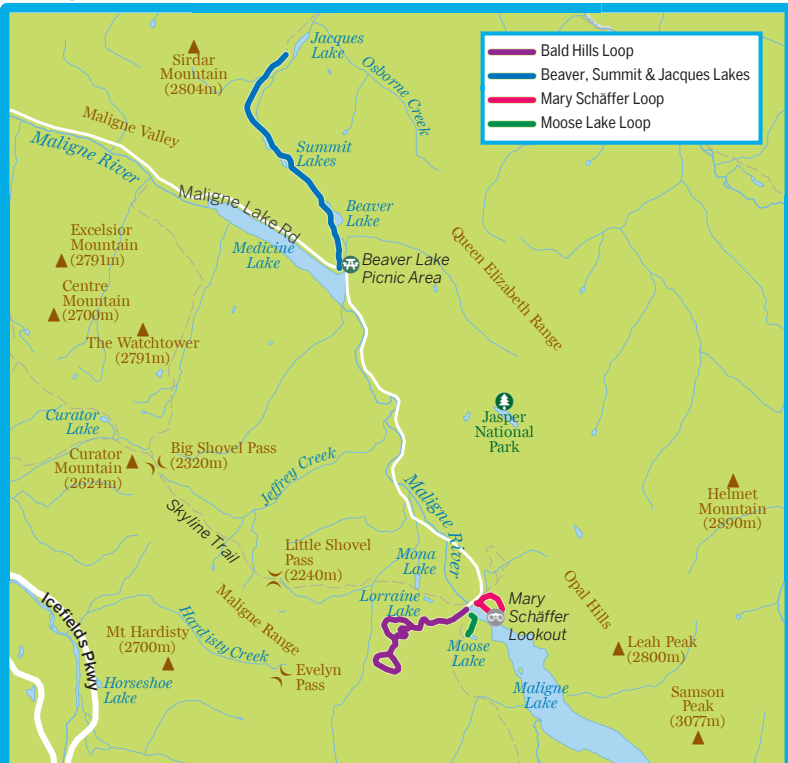 Bald Hills Loop
Beaver, Summit & Jacques Lakes
Mary Schäffer Loop
Moose Lake Loop
Jacques
Lake
Sirdar
Mountain
(2804m)
Osborne Creek
Maligne Valley
Maligne River
Summit
Lakes
Maligne Lake Rd
Beaver
Lake
Excelsior
Mountain
(2791m)
Medicine
Lake
Beaver Lake
Picnic Area
Queen Elizabeth Range
Centre
Mountain
(2700m)
The Watchtower
(2791m)
Jasper
National
Park
Curator
Lake
Big Shovel Pass
(2320m)
Curator
Mountain
(2624m)
Jeffrey Creek
Maligne River
Helmet
Mountain
(2890m)
Skyline Trail
Little Shovel
Pass
(2240m)
Mona
Lake
Opal Hills
Icefields Pkwy
Maligne Range
Lorraine
Lake
Mary
Schäffer
Lookout
Hardisty Creek
Mt Hardisty
(2700m)
Moose
Lake
Leah Peak
(2800m)
Evelyn
Pass
Horseshoe
Lake
Maligne
Lake
Samson
Peak
(3077m)